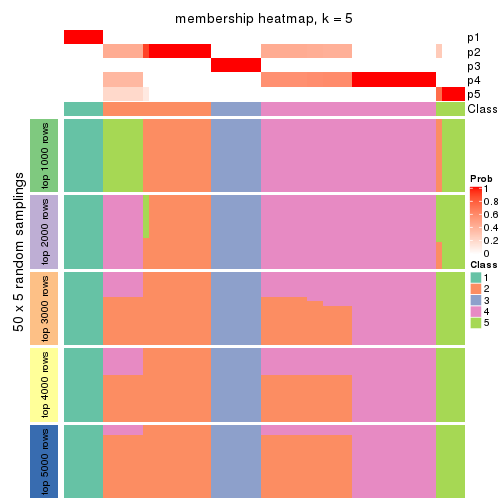 membership heatmap, k = 5
p1
p2
p3
p4
p5
Class
50 x 5 random samplings
top 1000 rows
top 2000 rows
top 3000 rows
top 4000 rows
top 5000 rows
Prob
1
0.8
0.6
0.4
0.2
0
Class
1
2
3
4
5